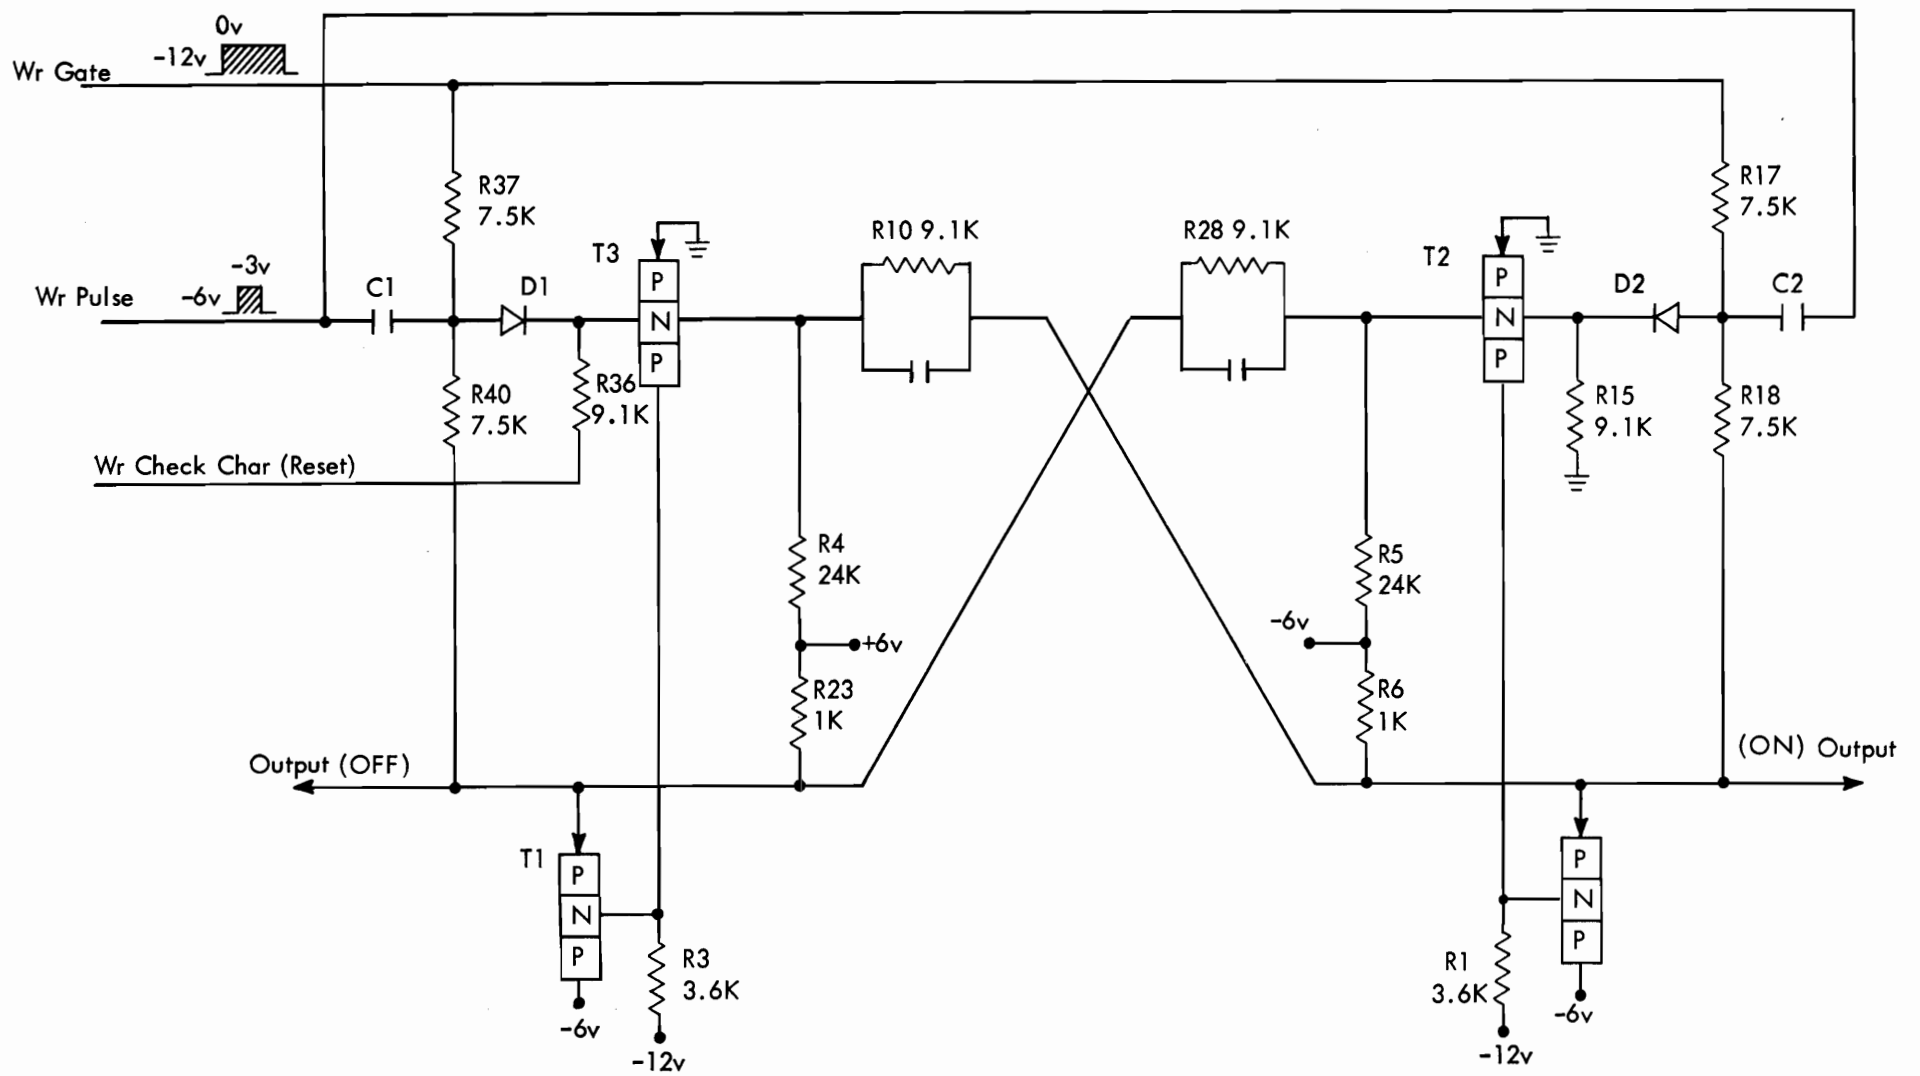 0v
-12v
Wr Gate
R37
7.5K
R17
7.5K
T3
P
N
P
R10 9.1K
R28 9.1K
T2
P
N
P
-3v
-6v
Wr Pulse
C1
D1
D2
C2
R40
7.5K
R36
9.1K
R15
9.1K
R18
7.5K
Wr Check Char (Reset)
R4
24K
+6v
R23
1K
R5
24K
-6v
R6
1K
Output (OFF)
(ON) Output
T1
P
N
P
-6v
R3
3.6K
-12v
P
N
P
-6v
R1
3.6K
-12v